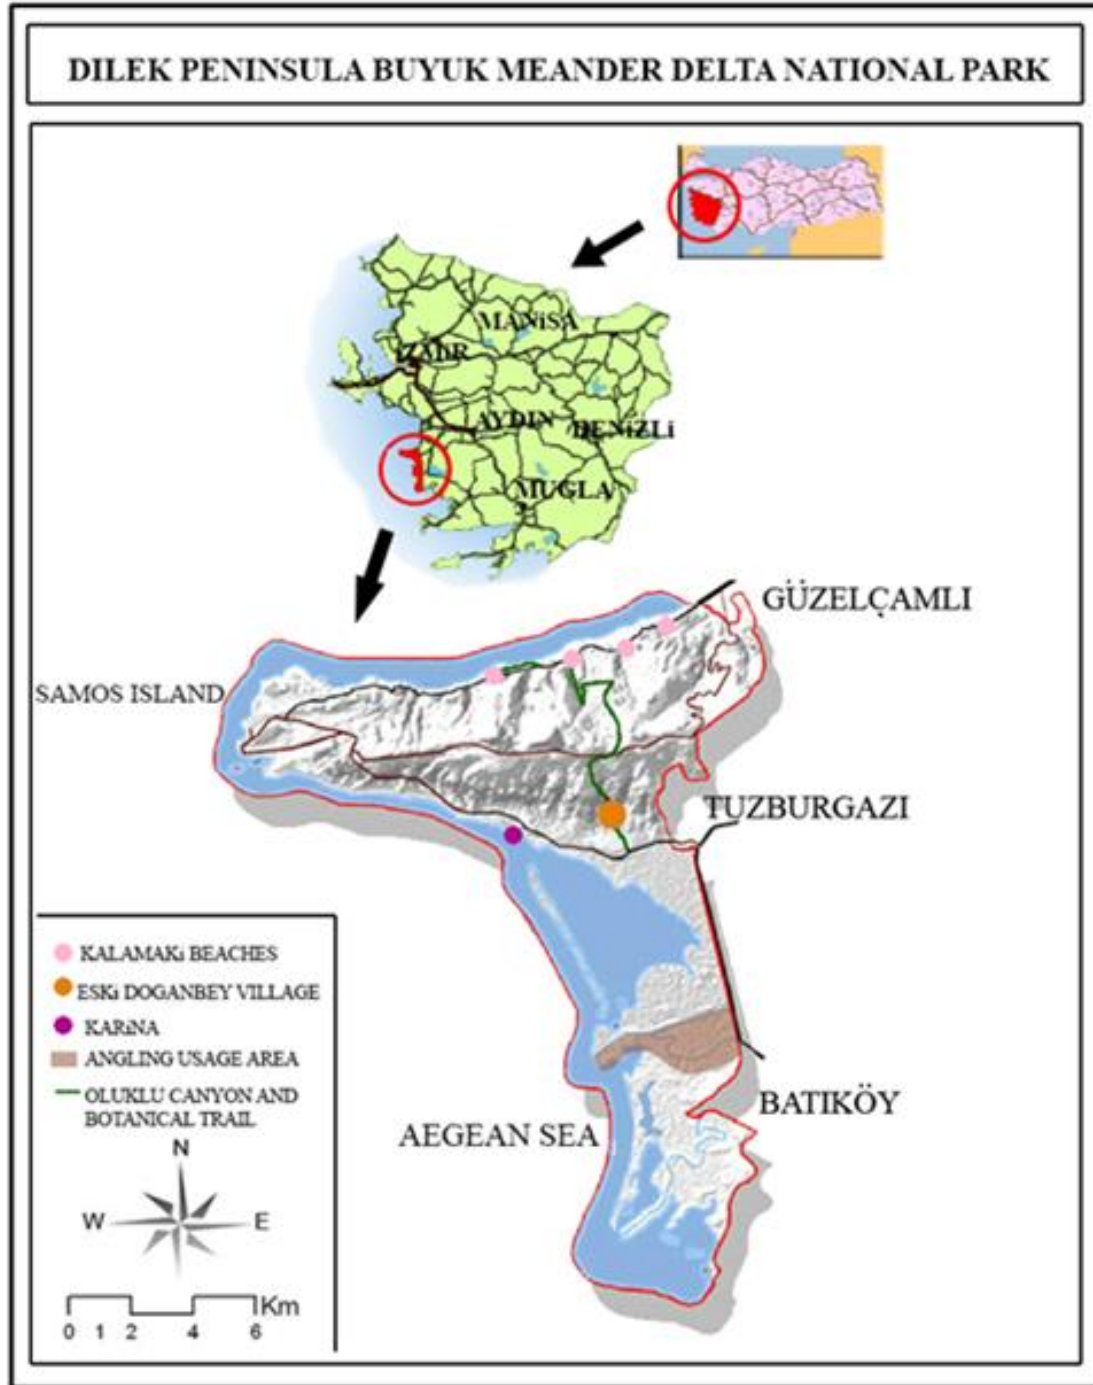 DILEK PENINSULA BUYUK MEANDER DELTA NATIONAL PARK
MANiSA
iZMiR
AYDIN
DENiZLi
MUGLA
GÜZELÇAMLI
SAMOS ISLAND
TUZBURGAZI
BATIKÖY
AEGEAN SEA
KALAMAKi BEACHES
ESKi DOGANBEY VILLAGE
KARiNA
ANGLING USAGE AREA
OLUKLU CANYON AND
BOTANICAL TRAIL
N
W E
Km
0 1 2 4 6